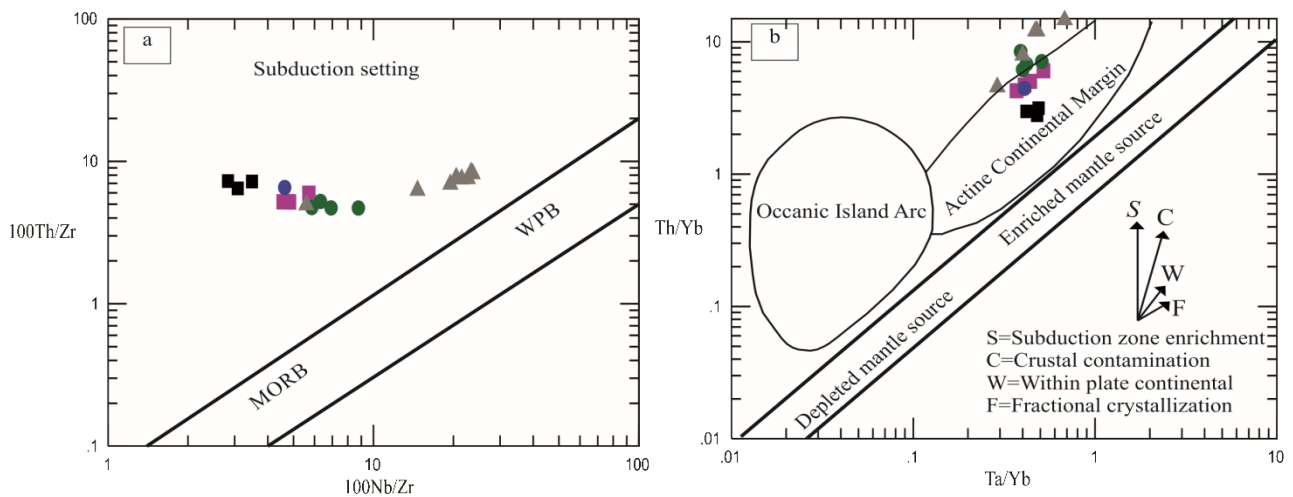 a
Subduction setting
WPB
MORB
100Th/Zr
100Nb/Zr
100
10
1
.1
1
10
100
b
Occanic Island Arc
Actine Continental Margin
Enriched mantle source
Depleted mantle source
S
C
W
F
S=Subduction zone enrichment
C=Crustal contamination
W=Within plate continental
F=Fractional crystallization
Th/Yb
Ta/Yb
10
1
.1
.01
.01
0.1
1
10